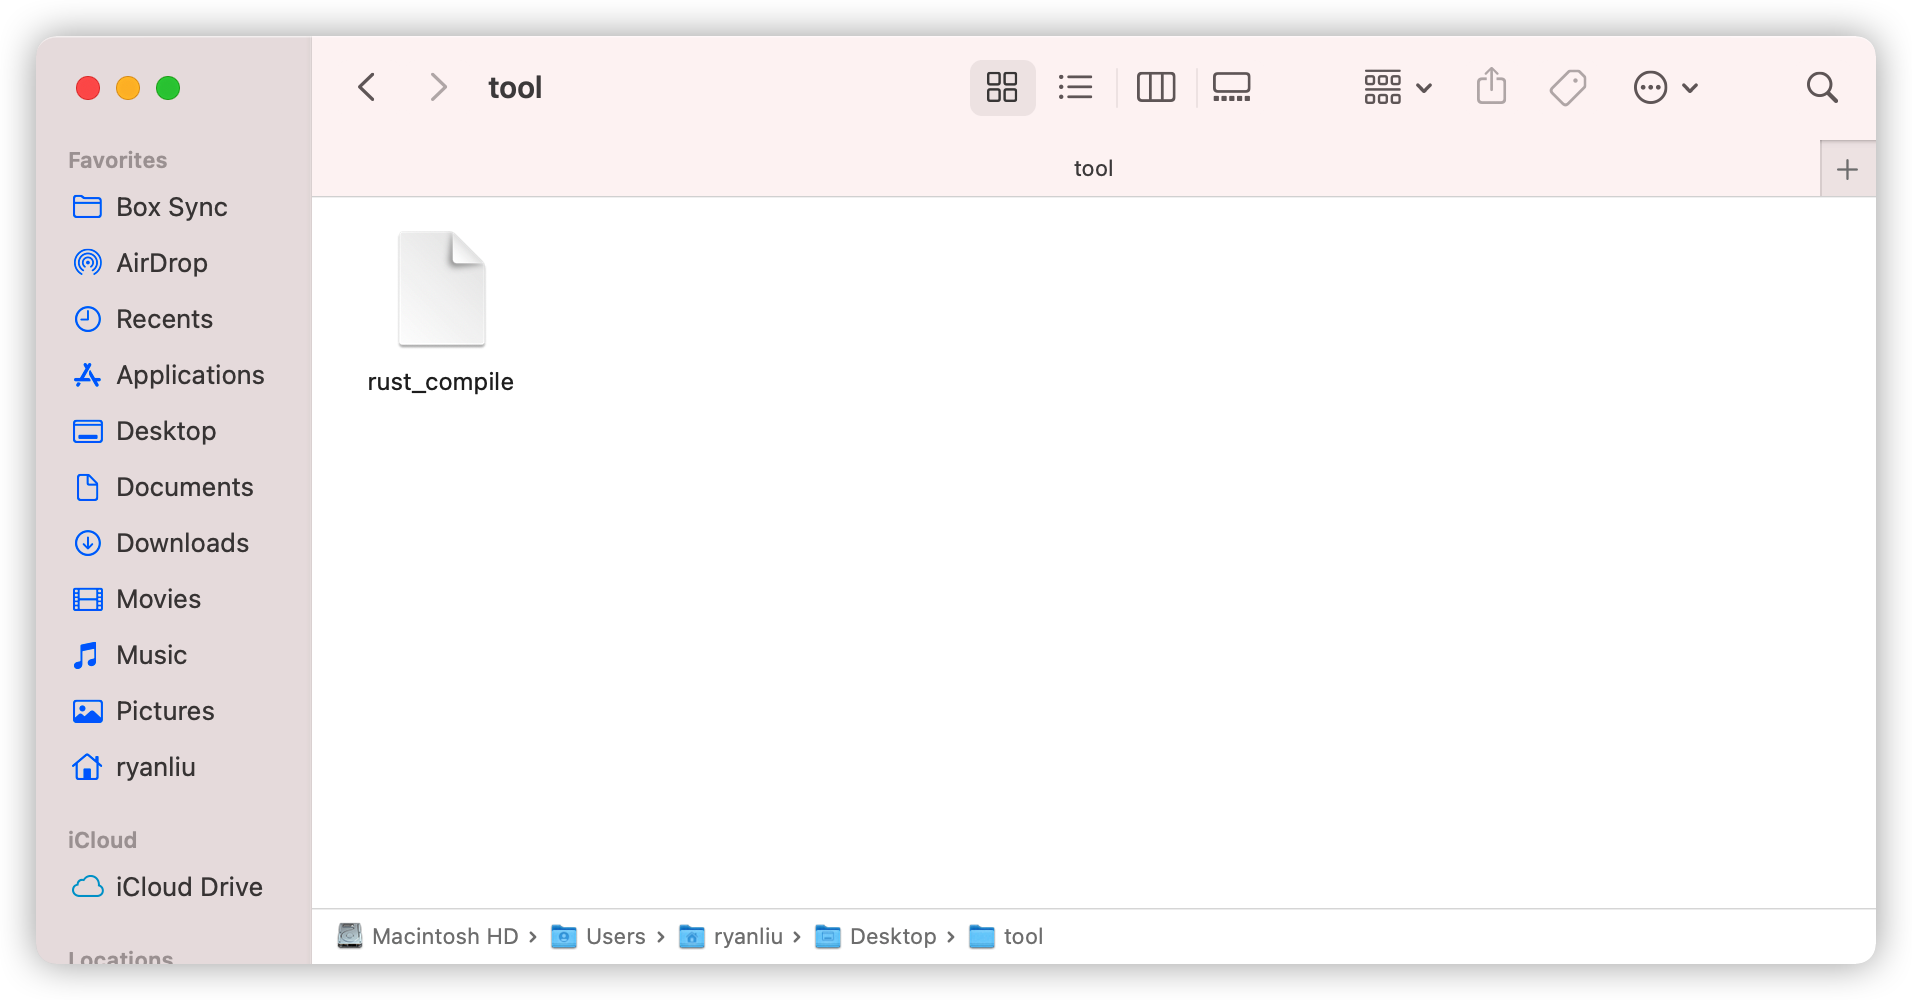 tool
tool
Favorites
Box Sync
AirDrop
Recents
Applications
Desktop
Documents
Downloads
Movies
Music
Pictures
ryanliu
iCloud
iCloud Drive
Locations
rust_compile
Macintosh HD › Users › ryanliu › Desktop › tool